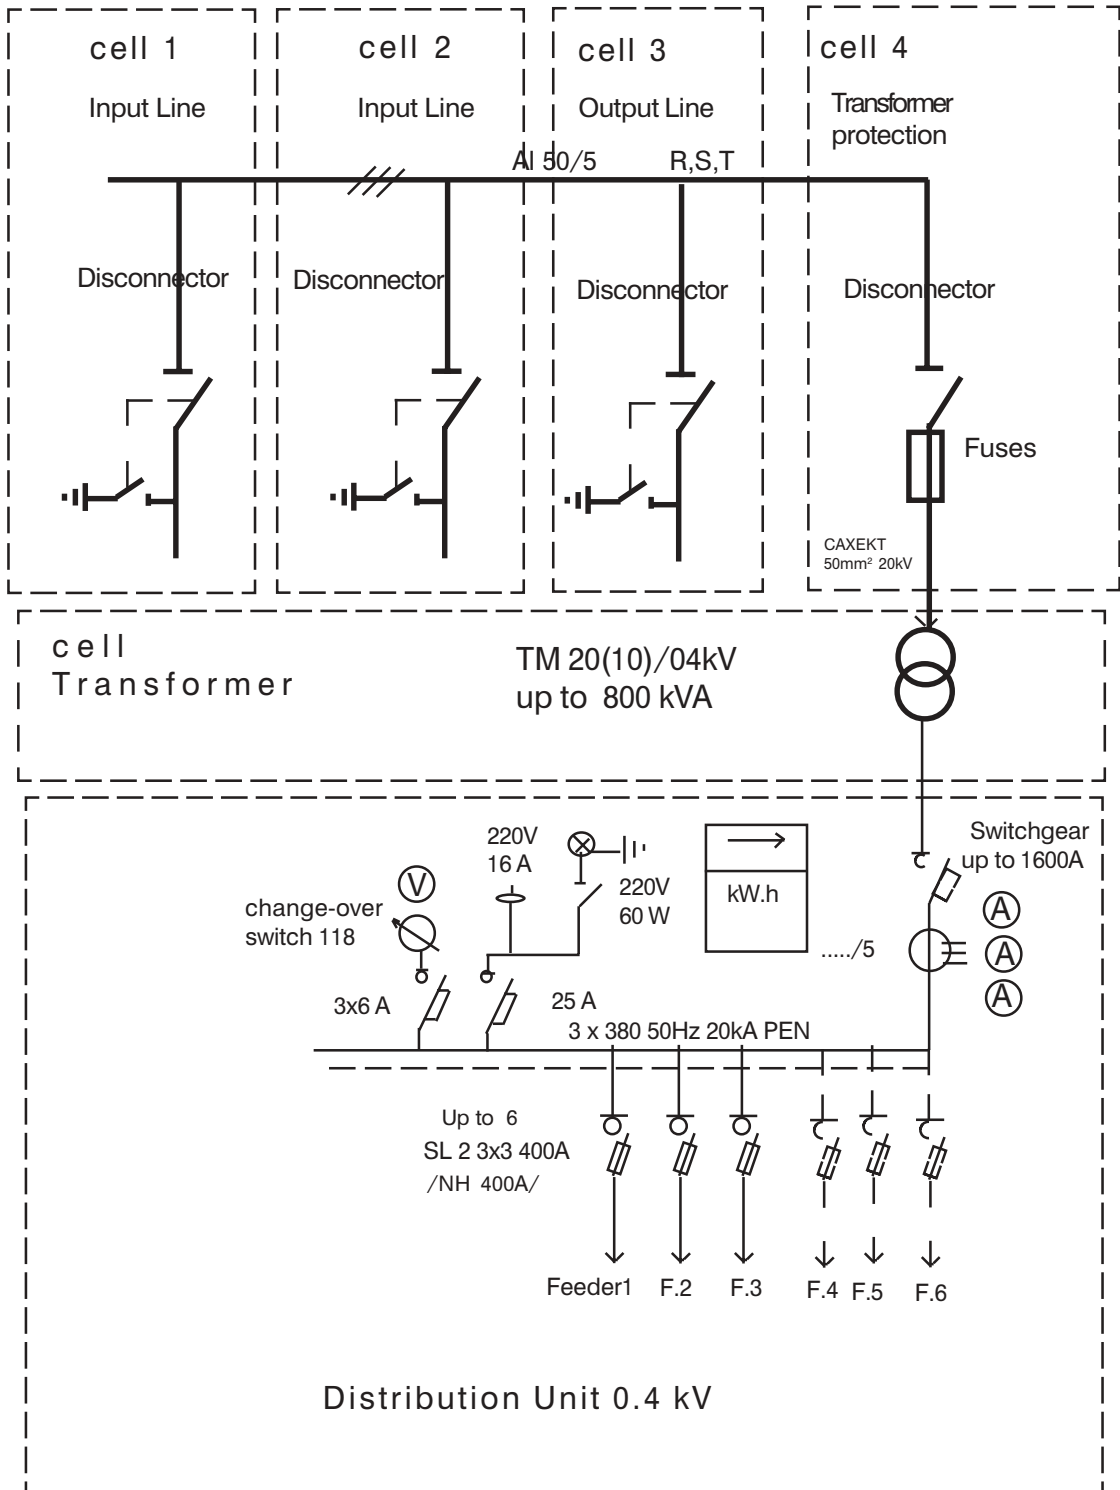 cell 1
Input Line
cell 2
Input Line
cell 3
Output Line
cell 4
Transformer
protection
Al 50/5
R,S,T
Disconnector
Disconnector
Disconnector
Disconnector
Fuses
CAXEKT
50mm² 20kV
cell
Transformer
TM 20(10)/04kV
up to 800 kVA
Switchgear
up to 1600A
220V
16 A
V
change-over
switch 118
220V
60 W
kW.h
...../5
A
A
A
3x6 A
25 A
3 x 380 50Hz 20kA PEN
Up to 6
SL 2 3x3 400A
/NH 400A/
Feeder1
F.2
F.3
F.4
F.5
F.6
Distribution Unit 0.4 kV